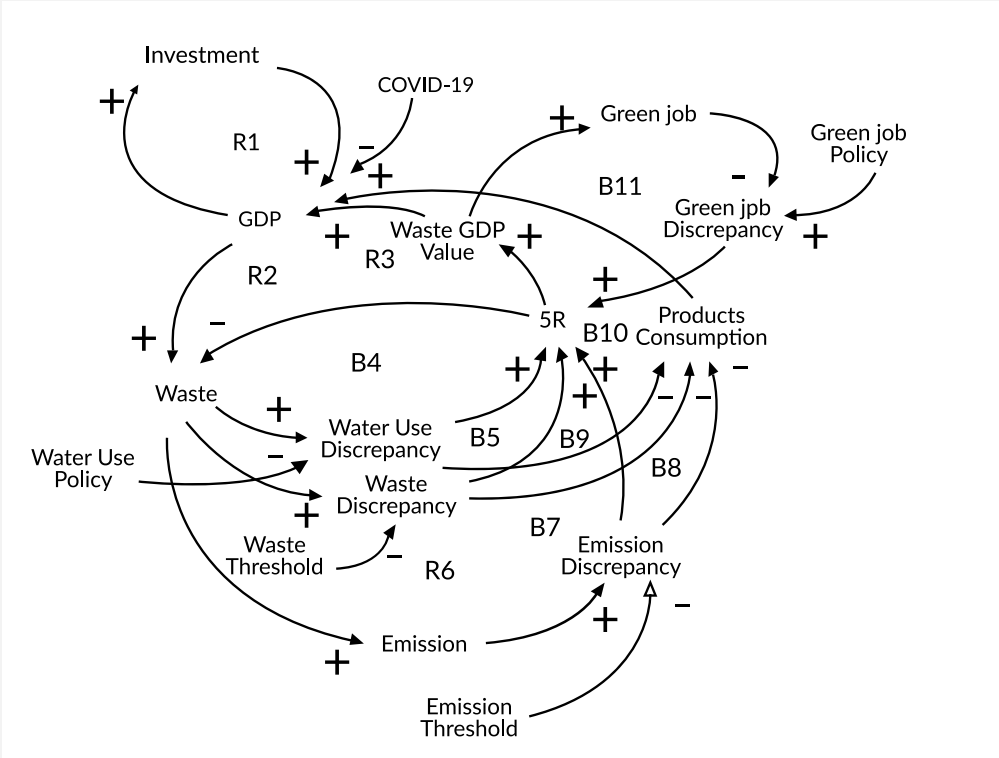 Investment
COVID-19
+
+
Green job
Green job
Policy
R1
–
+
+
–
B11
GDP
Waste GDP
Value
+
+
R3
Green jpb
Discrepancy
+
R2
+
5R
B10
Products
Consumption
–
+
B4
+
+
–
Waste
+
+
–
–
Water Use
Discrepancy
B5
B9
–
Water Use
Policy
B8
Waste
Discrepancy
+
B7
Waste
Threshold
–
R6
Emission
Discrepancy
–
+
Emission
+
Emission
Threshold